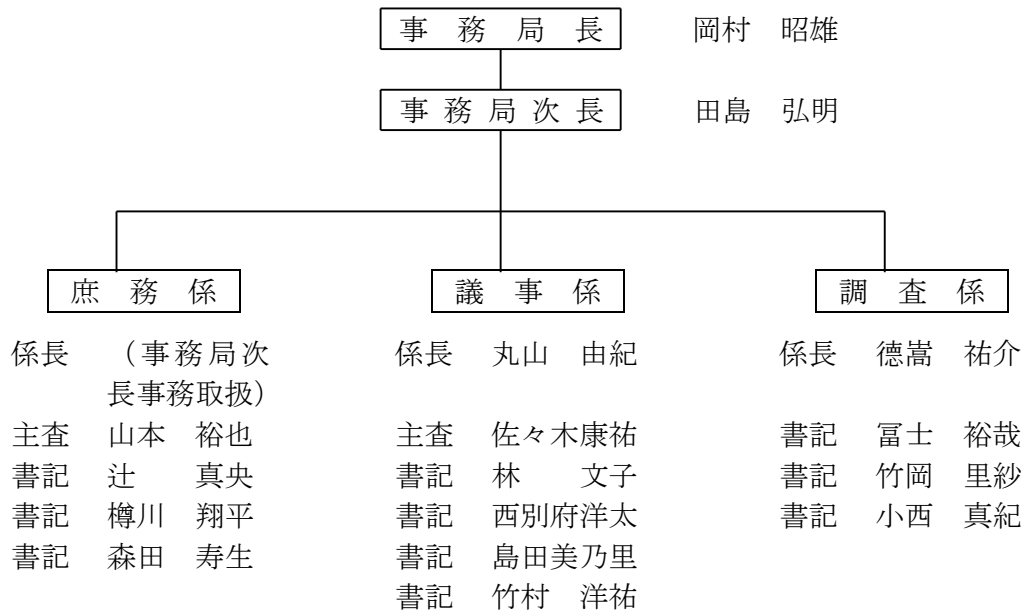 事務局長 岡村 昭雄
事務局次長 田島 弘明
庶務係
係長 （事務局次
長事務取扱）
主査 山本 裕也
書記 辻 真央
書記 樽川 翔平
書記 森田 寿生
議事係
係長 丸山 由紀
主査 佐々木康祐
書記 林 文子
書記 西別府洋太
書記 島田美乃里
書記 竹村 洋祐
調査係
係長 德嵩 祐介
書記 冨士 裕哉
書記 竹岡 里紗
書記 小西 真紀